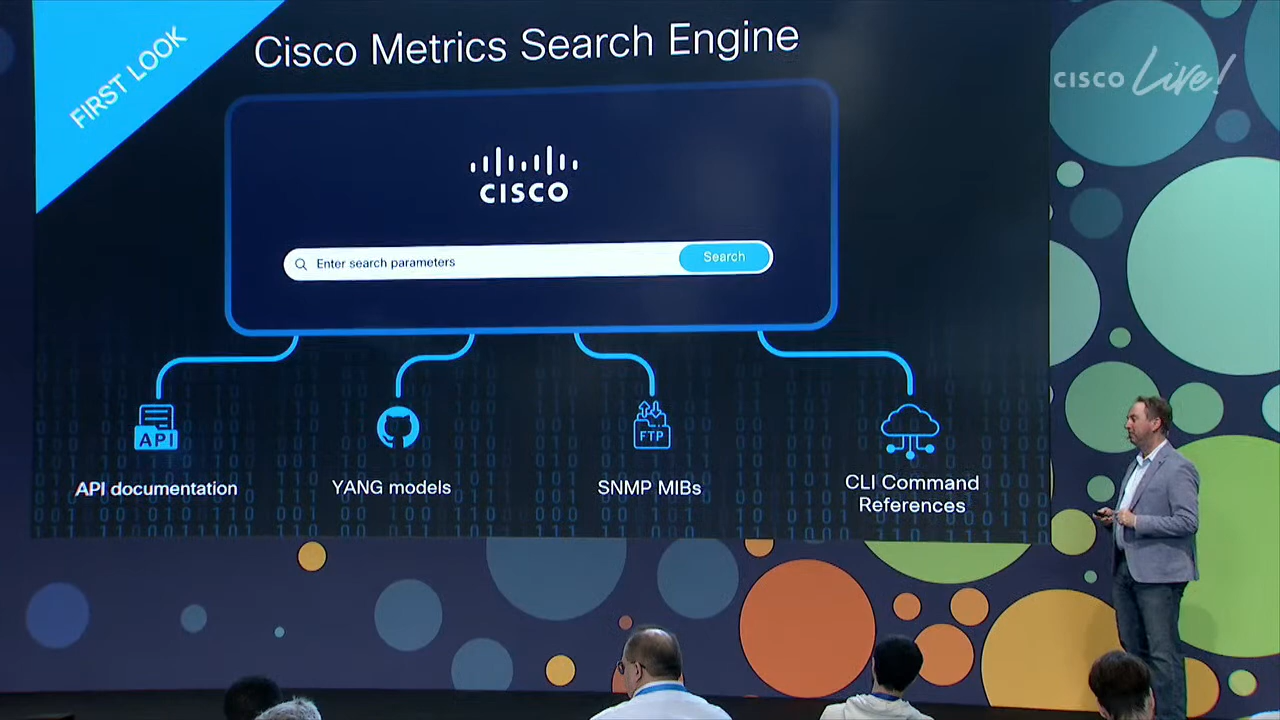 FIRST LOOK
Cisco Metrics Search Engine
CISCO Live!
CISCO
Enter search parameters
Search
API
FTP
API documentation
YANG models
SNMP MIBs
CLI Command
References